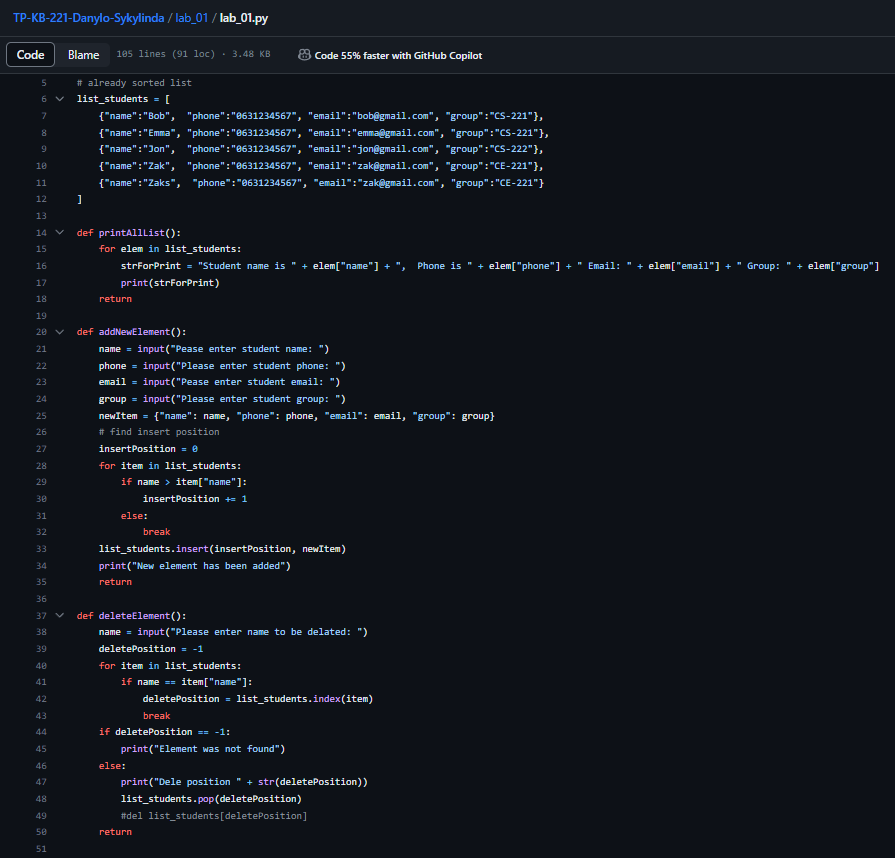 TP-KB-221-Danylo-Sykylinda / lab_01 / lab_01.py
Code Blame 105 lines (91 loc) · 3.48 KB Code 55% faster with GitHub Copilot
5 # already sorted list
6 list_students = [
7 {"name":"Bob", "phone":"0631234567", "email":"bob@gmail.com", "group":"CS-221"},
8 {"name":"Emma", "phone":"0631234567", "email":"emma@gmail.com", "group":"CS-221"},
9 {"name":"Jon", "phone":"0631234567", "email":"jon@gmail.com", "group":"CS-222"},
10 {"name":"Zak", "phone":"0631234567", "email":"zak@gmail.com", "group":"CE-221"},
11 {"name":"Zaks", "phone":"0631234567", "email":"zak@gmail.com", "group":"CE-221"}
12 ]
13
14 def printAllList():
15 for elem in list_students:
16 strForPrint = "Student name is " + elem["name"] + ", Phone is " + elem["phone"] + " Email: " + elem["email"] + " Group: " + elem["group"]
17 print(strForPrint)
18 return
19
20 def addNewElement():
21 name = input("Pease enter student name: ")
22 phone = input("Please enter student phone: ")
23 email = input("Pease enter student email: ")
24 group = input("Please enter student group: ")
25 newItem = {"name": name, "phone": phone, "email": email, "group": group}
26 # find insert position
27 insertPosition = 0
28 for item in list_students:
29 if name > item["name"]:
30 insertPosition += 1
31 else:
32 break
33 list_students.insert(insertPosition, newItem)
34 print("New element has been added")
35 return
36
37 def deleteElement():
38 name = input("Please enter name to be delated: ")
39 deletePosition = -1
40 for item in list_students:
41 if name == item["name"]:
42 deletePosition = list_students.index(item)
43 break
44 if deletePosition == -1:
45 print("Element was not found")
46 else:
47 print("Dele position " + str(deletePosition))
48 list_students.pop(deletePosition)
49 #del list_students[deletePosition]
50 return
51